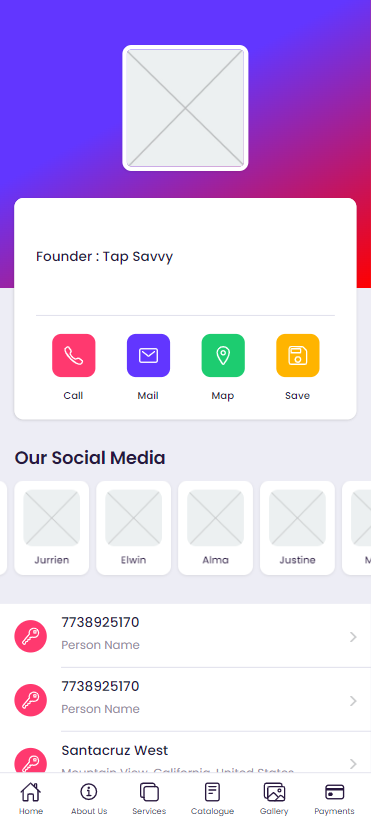 Founder : Tap Savvy
Call
Mail
Map
Save
Our Social Media
Jurrien
Elwin
Alma
Justine
7738925170
Person Name
7738925170
Person Name
Santacruz West
Mountain View, California, United States
Home
About Us
Services
Catalogue
Gallery
Payments